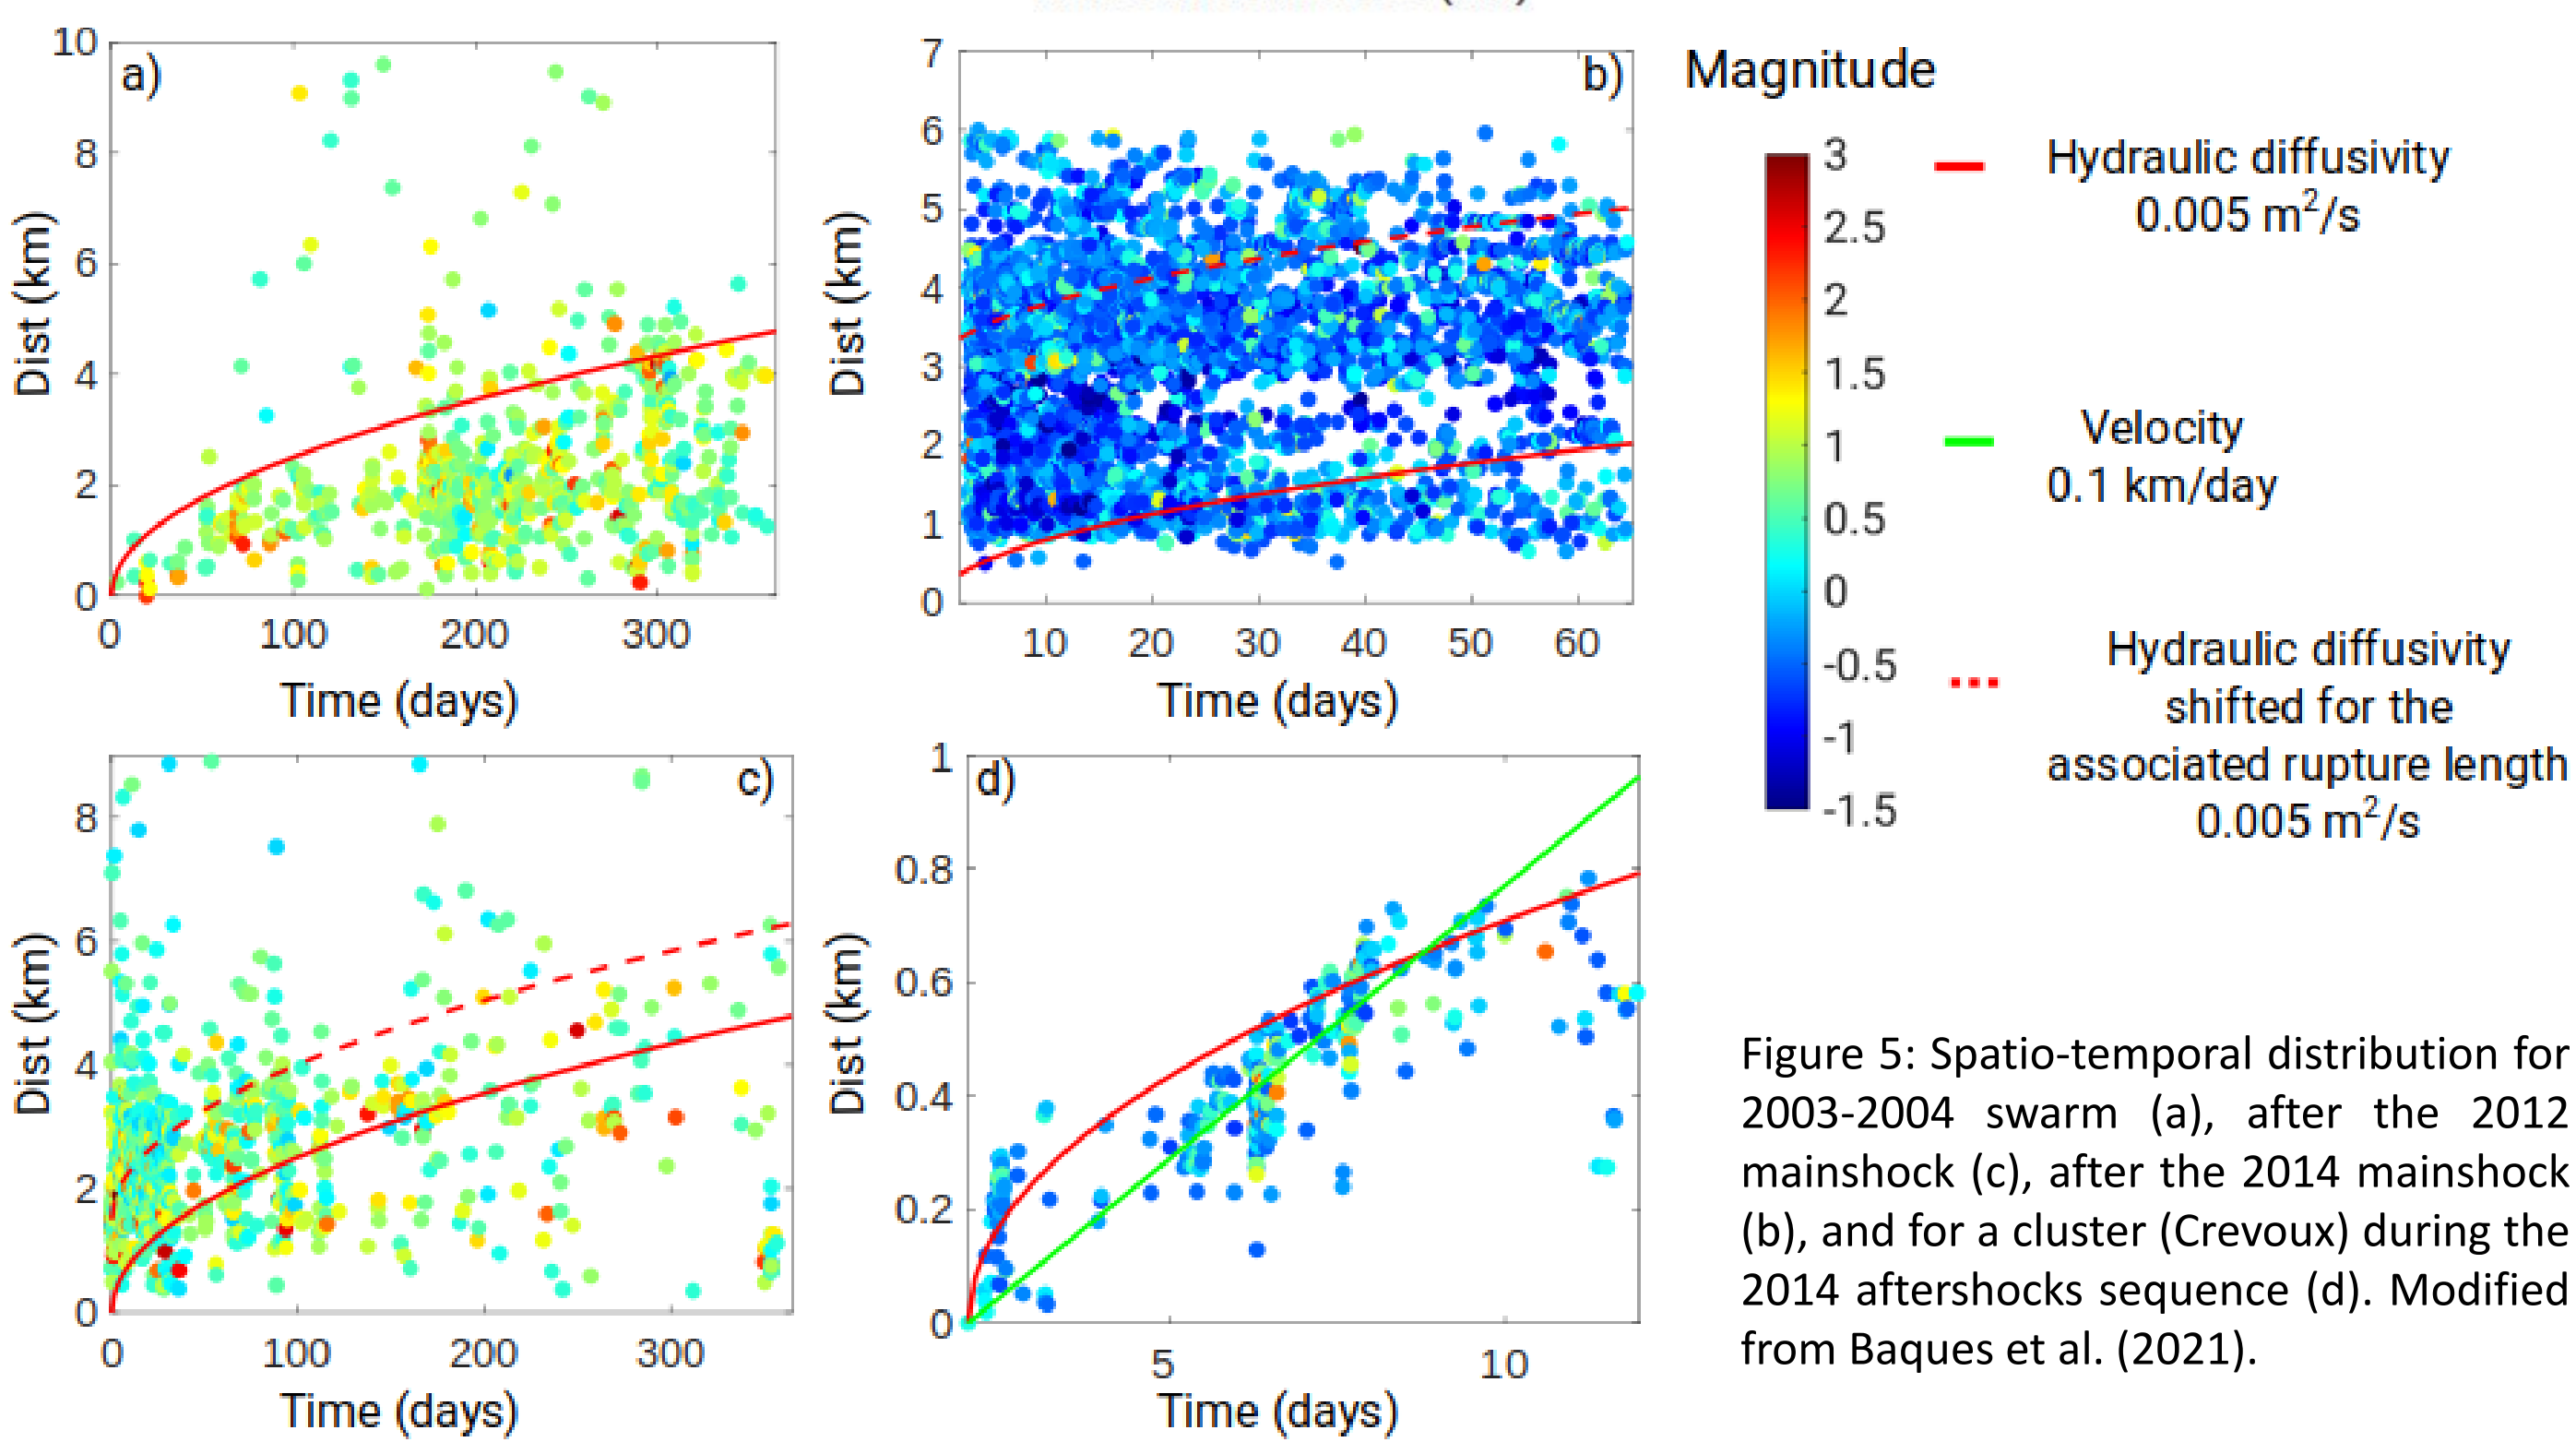 10
8
6
4
2
0
a)
Dist (km)
0 100 200 300
Time (days)
7
6
5
4
3
2
1
0
b)
Dist (km)
10 20 30 40 50 60
Time (days)
8
6
4
2
0
c)
Dist (km)
0 100 200 300
Time (days)
1
0.8
0.6
0.4
0.2
0
d)
Dist (km)
5 10
Time (days)
Magnitude
3
2.5
2
1.5
1
0.5
0
-0.5
-1
-1.5
Hydraulic diffusivity
0.005 m²/s
Velocity
0.1 km/day
Hydraulic diffusivity
shifted for the
associated rupture length
0.005 m²/s
Figure 5: Spatio-temporal distribution for
2003-2004 swarm (a), after the 2012
mainshock (c), after the 2014 mainshock
(b), and for a cluster (Crevoux) during the
2014 aftershocks sequence (d). Modified
from Baques et al. (2021).